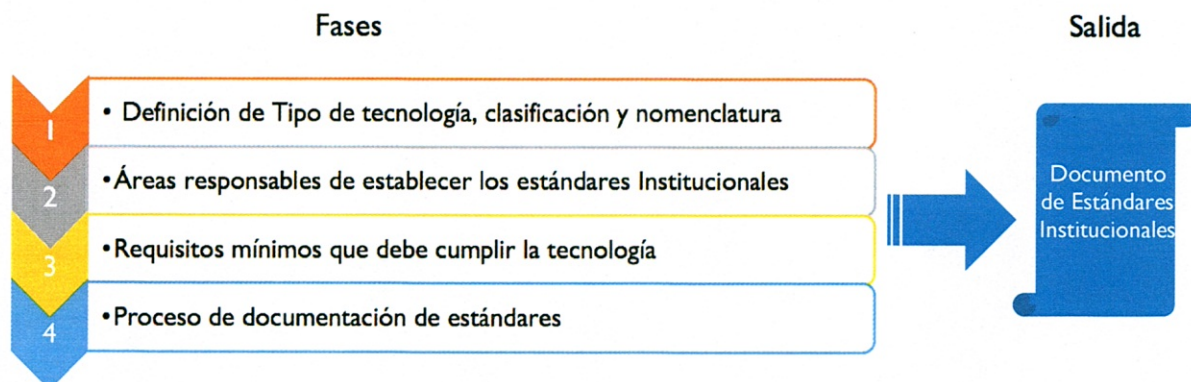 Fases
Salida
1
• Definición de Tipo de tecnología, clasificación y nomenclatura
2
•Áreas responsables de establecer los estándares Institucionales
3
•Requisitos mínimos que debe cumplir la tecnología
4
•Proceso de documentación de estándares
Documento
de Estándares
Institucionales